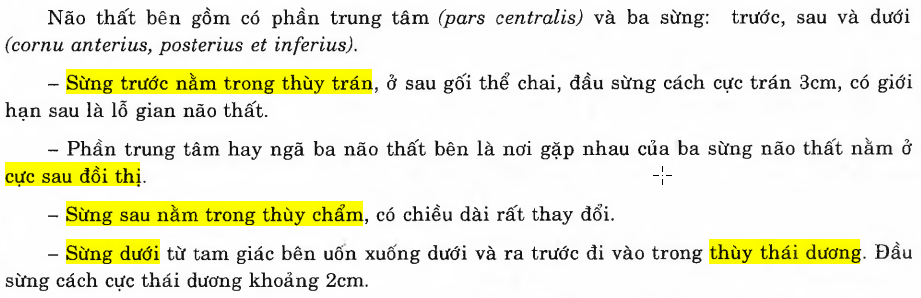 Não thất bên gồm có phần trung tâm (pars centralis) và ba sừng: trước, sau và dưới
(cornu anterius, posterius et inferius).
– Sừng trước nằm trong thùy trán, ở sau gối thể chai, đầu sừng cách cực trán 3cm, có giới
hạn sau là lỗ gian não thất.
– Phần trung tâm hay ngã ba não thất bên là nơi gặp nhau của ba sừng não thất nằm ở
cực sau đồi thị.
– Sừng sau nằm trong thùy chẩm, có chiều dài rất thay đổi.
– Sừng dưới từ tam giác bên uốn xuống dưới và ra trước đi vào trong thùy thái dương. Đầu
sừng cách cực thái dương khoảng 2cm.